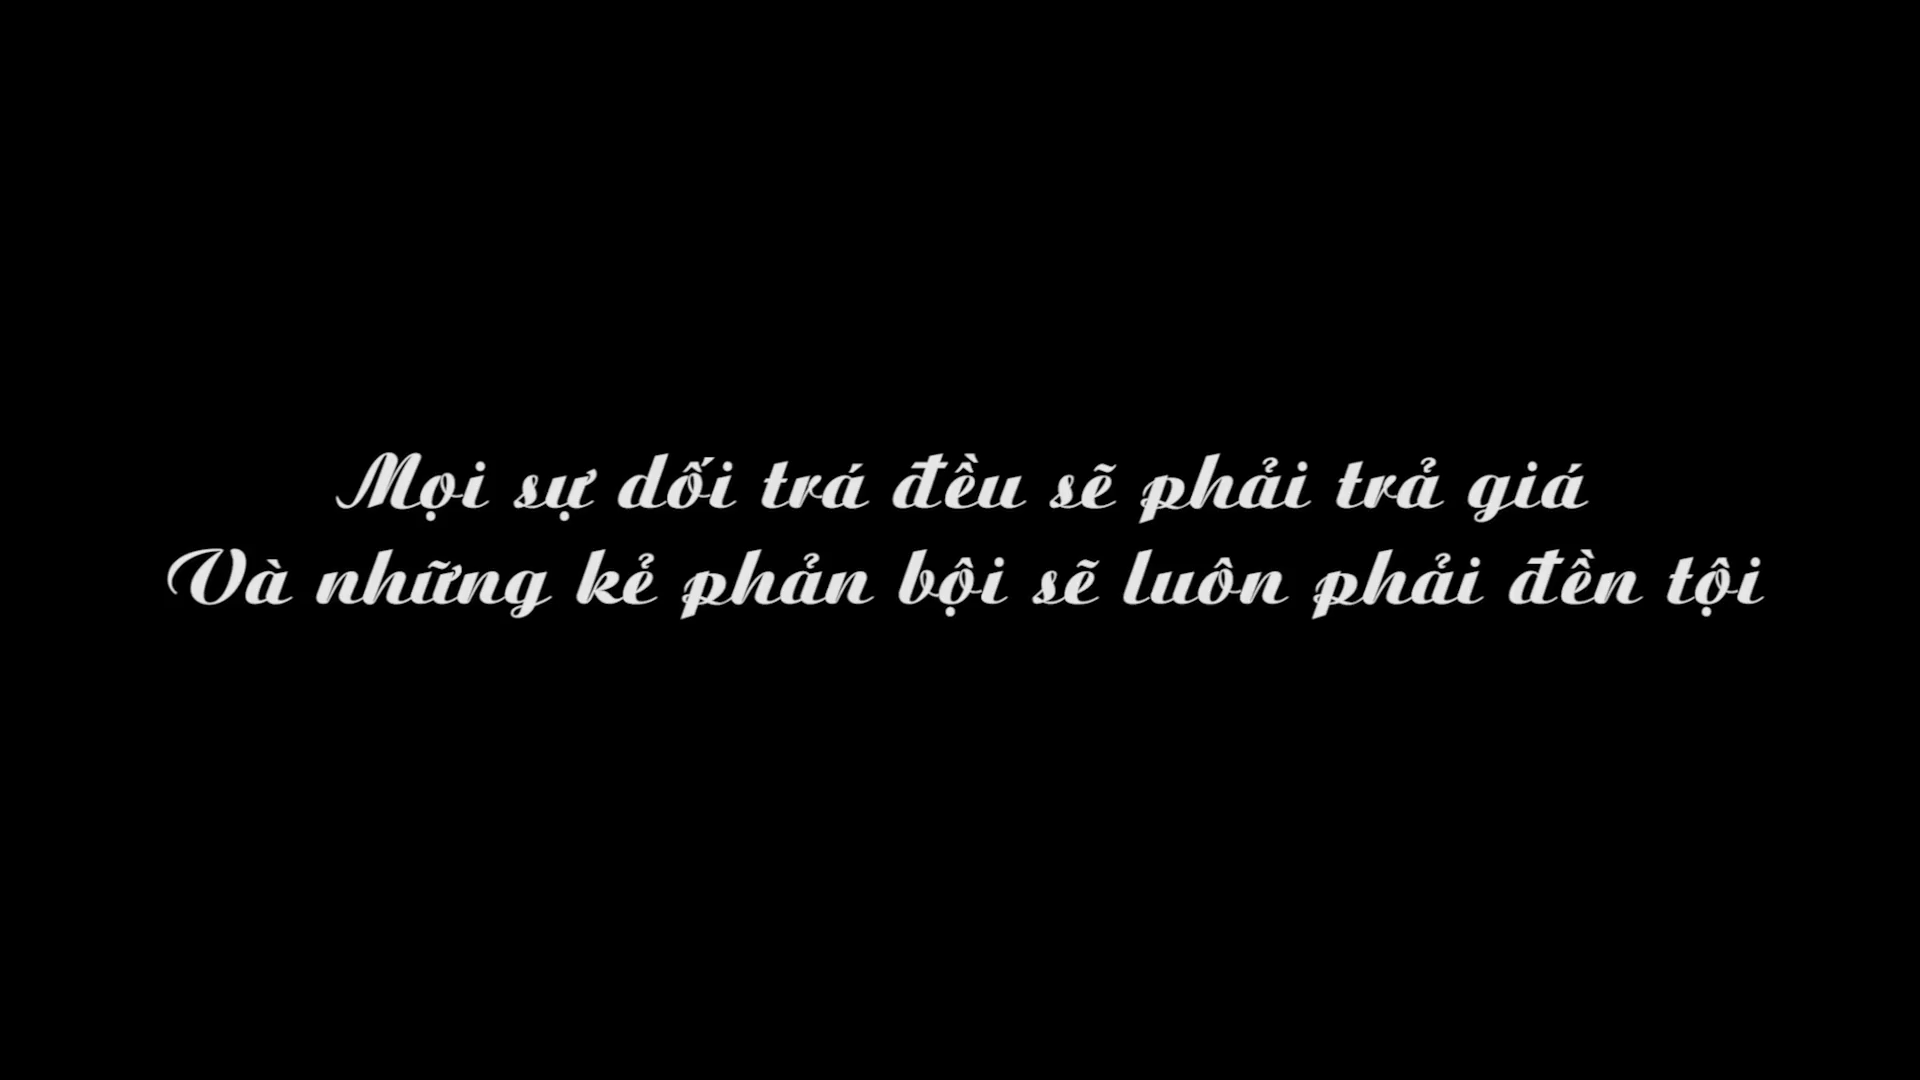 Mọi sự dối trá đều sẽ phải trả giá
Và những kẻ phản bội sẽ luôn phải đền tội